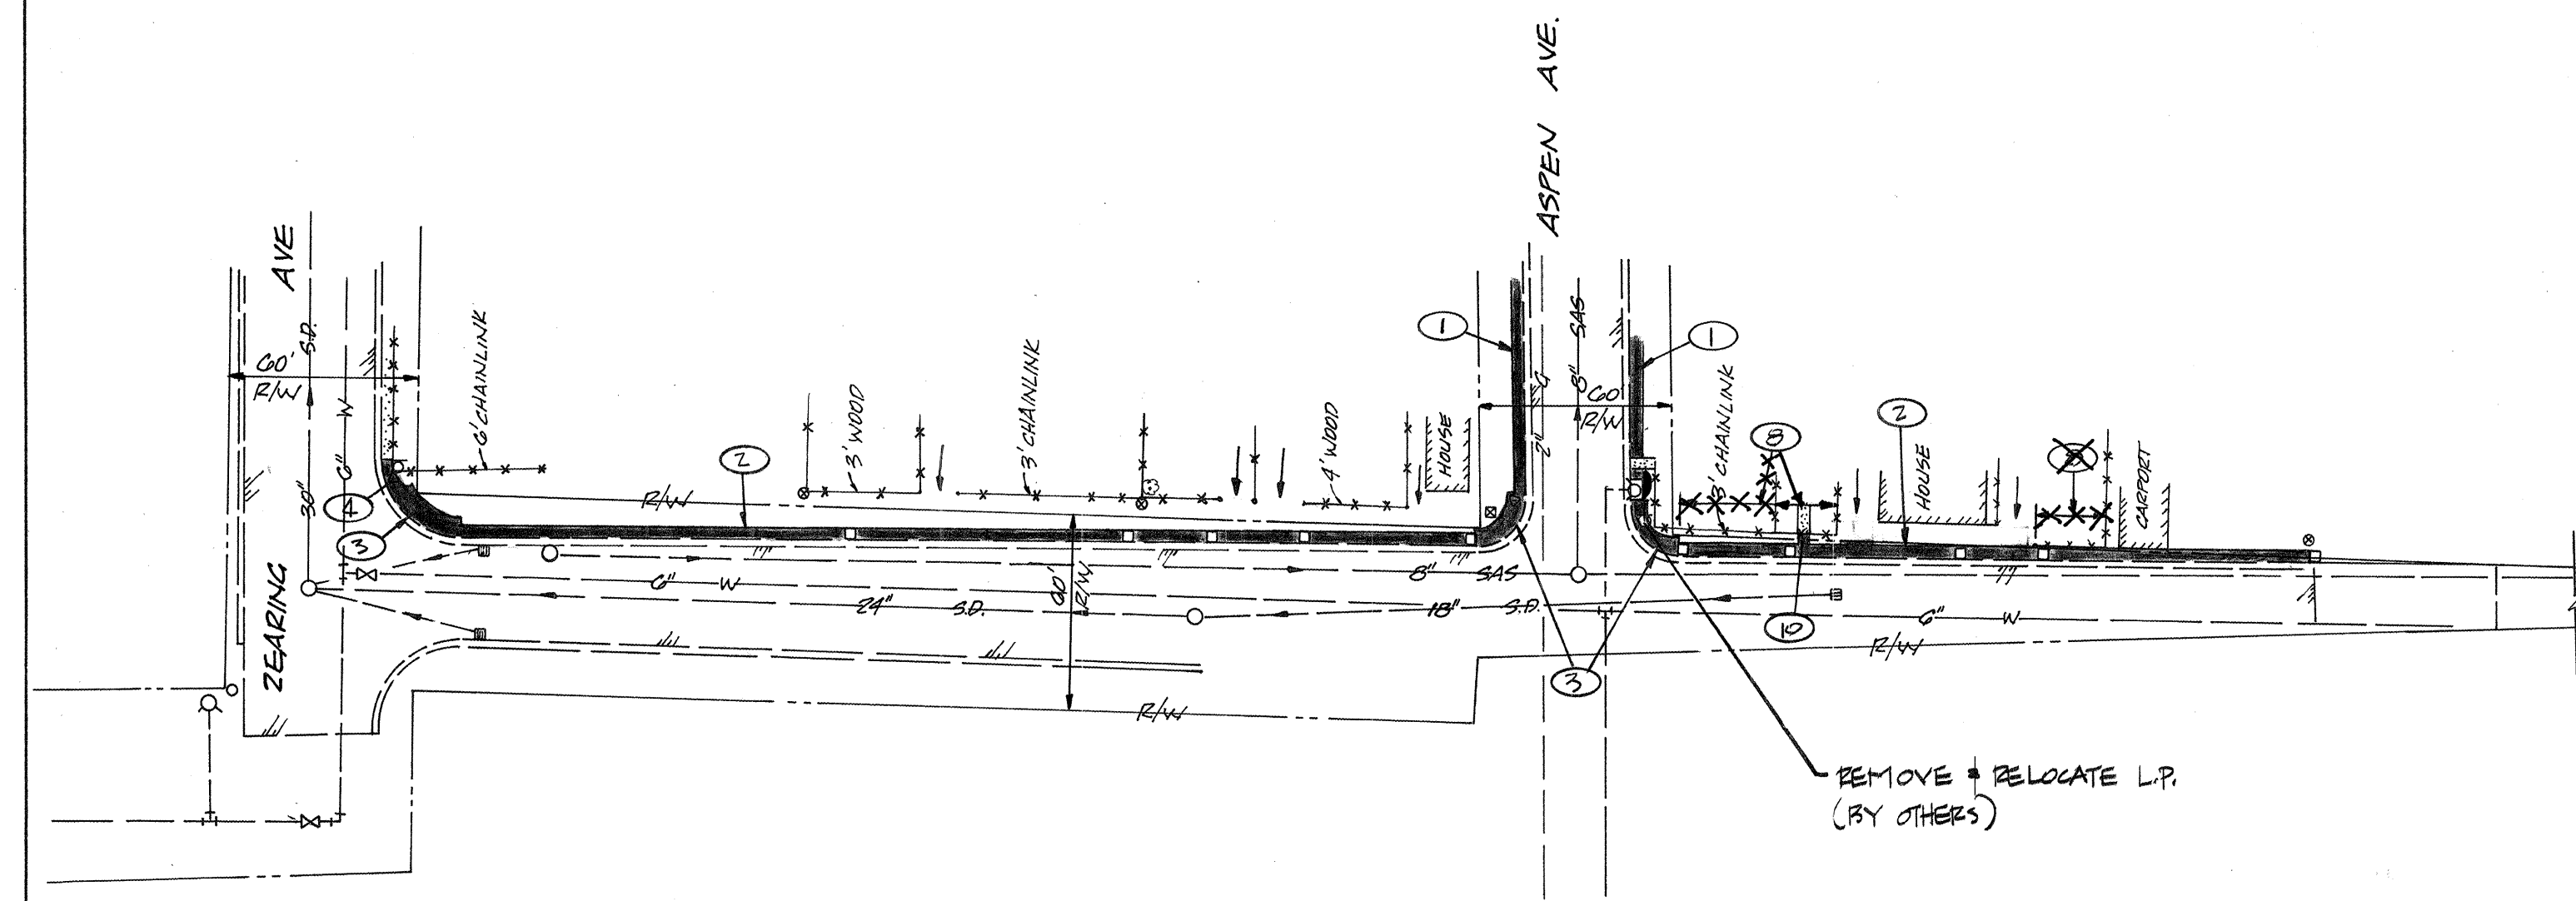 ASPEN AVE.
ZEARING AVE
60'
R/W
S.D.
30"
6" W
6' CHAINLINK
3' WOOD
3' CHAINLINK
4' WOOD
HOUSE
1
2" G
8" SAS
60'
R/W
1
3' CHAINLINK
8
2
HOUSE
CARPORT
2
4
3
R/W
60'
R/W
6" W
8" SAS
24" S.D.
18" S.D.
6" W
10
R/W
3
R/W
REMOVE & RELOCATE L.P.
(BY OTHERS)